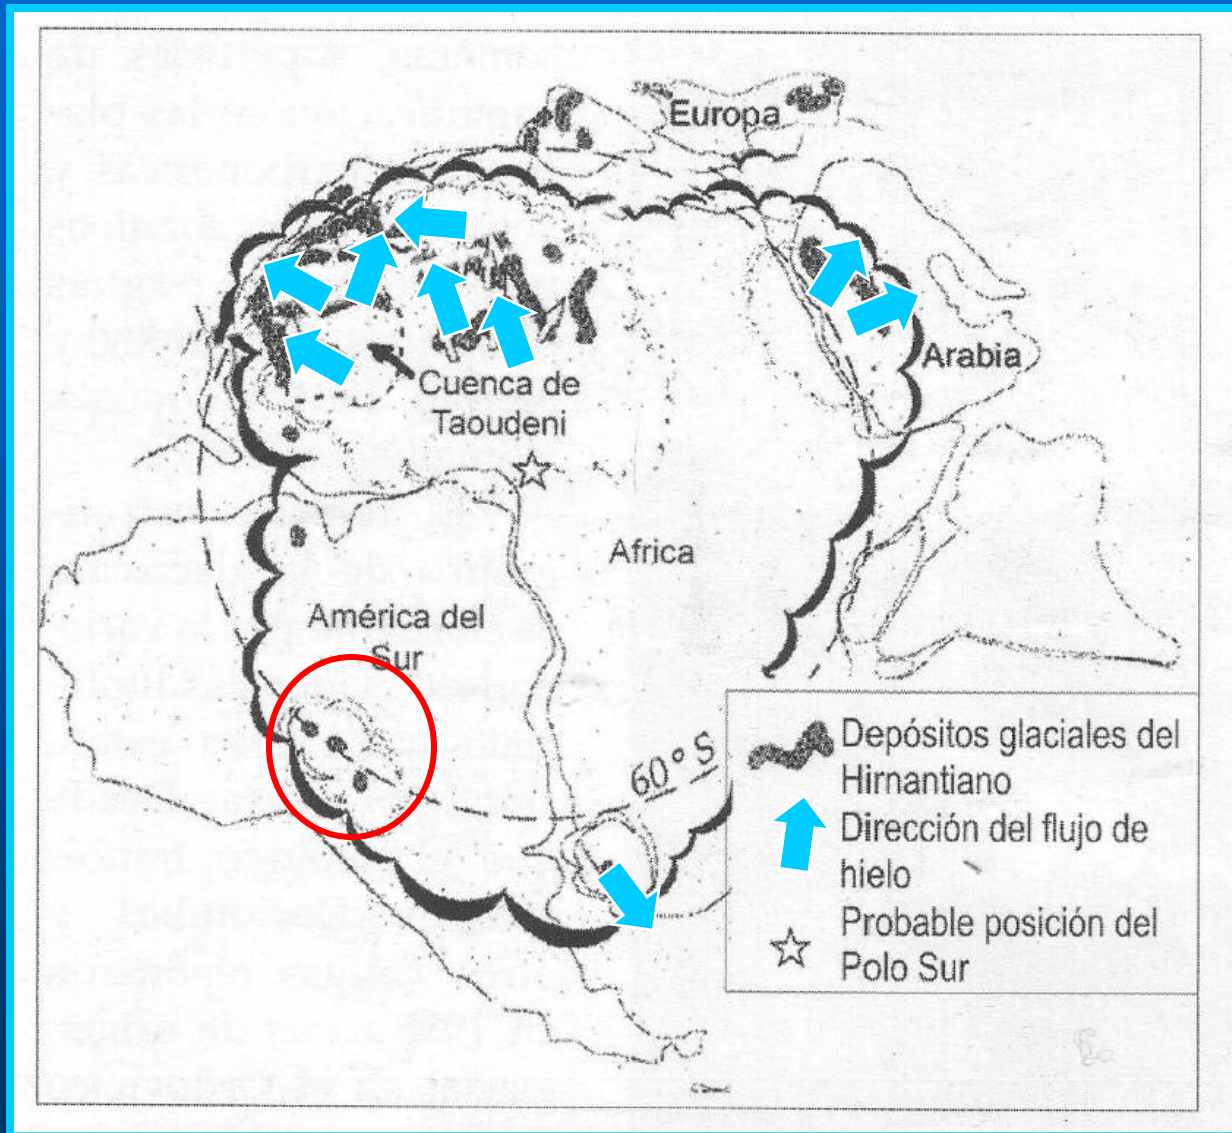 Europa
Arabia
Cuenca de
Taoudeni
Africa
América del
Sur
60° S
Depósitos glaciales del
Hirnantiano
Dirección del flujo de
hielo
Probable posición del
Polo Sur